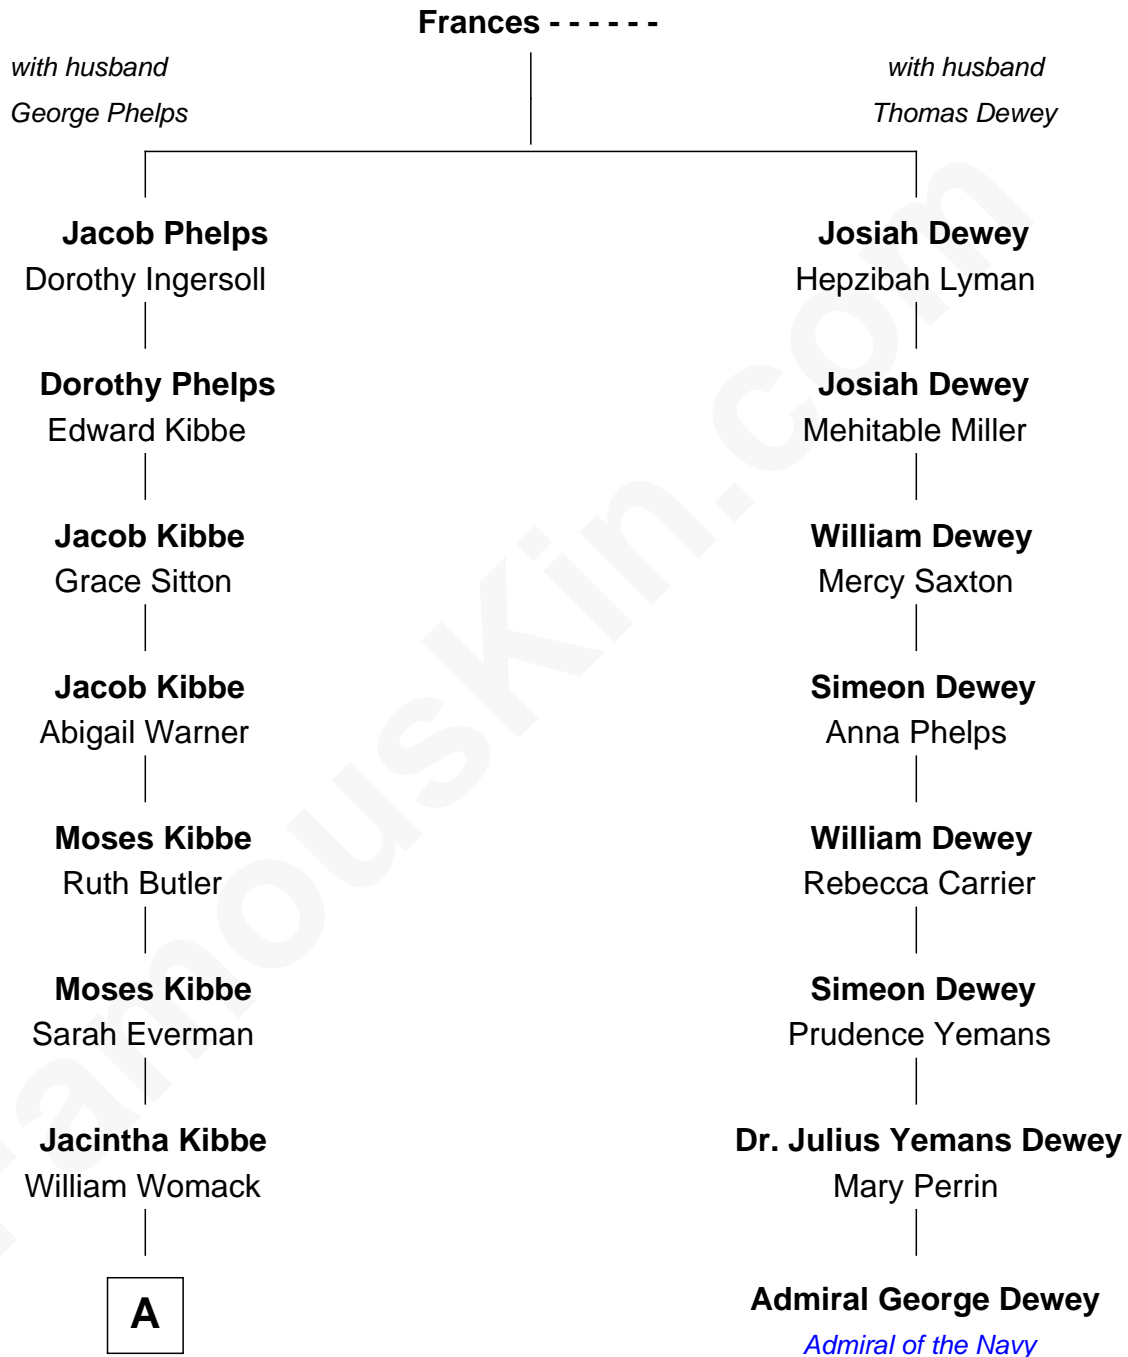 Frances - - - - - -
with husband
George Phelps
with husband
Thomas Dewey
Jacob Phelps
Dorothy Ingersoll
Josiah Dewey
Hepzibah Lyman
Dorothy Phelps
Edward Kibbe
Josiah Dewey
Mehitable Miller
Jacob Kibbe
Grace Sitton
William Dewey
Mercy Saxton
Jacob Kibbe
Abigail Warner
Simeon Dewey
Anna Phelps
Moses Kibbe
Ruth Butler
William Dewey
Rebecca Carrier
Moses Kibbe
Sarah Everman
Simeon Dewey
Prudence Yemans
Jacintha Kibbe
William Womack
Dr. Julius Yemans Dewey
Mary Perrin
A
Admiral George Dewey
Admiral of the Navy
FamousKin.com